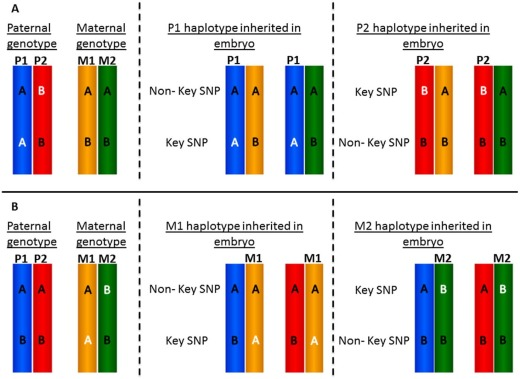 A
Paternal genotype
Maternal genotype
P1 haplotype inherited in embryo
P2 haplotype inherited in embryo
P1 P2 M1 M2 P1 P1 P2 P2
A B A A Non- Key SNP A A A A Key SNP B A B A
A B B B Key SNP A B A B Non-Key SNP B B B B
B
Paternal genotype
Maternal genotype
M1 haplotype inherited in embryo
M2 haplotype inherited in embryo
P1 P2 M1 M2 M1 M1 M2 M2
A A A B Non- Key SNP A A A A Key SNP A B A B
B B A B Key SNP B A B A Non-Key SNP B B B B